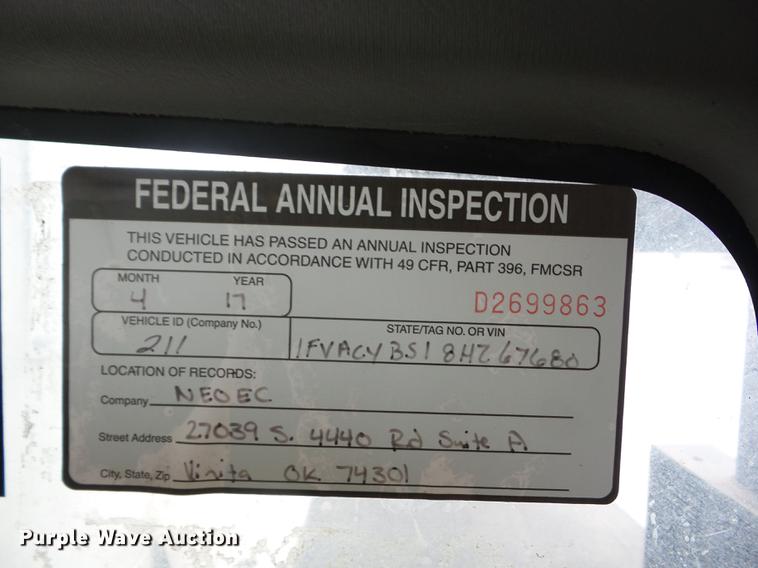 FEDERAL ANNUAL INSPECTION
THIS VEHICLE HAS PASSED AN ANNUAL INSPECTION
CONDUCTED IN ACCORDANCE WITH 49 CFR, PART 396, FMCSR
MONTH YEAR
4 17
D2699863
VEHICLE ID (Company No.)
211
STATE/TAG NO. OR VIN
1FVACYBS18HZ67680
LOCATION OF RECORDS:
Company NEOEC
Street Address 27039 S. 4440 Rd Suite A
City, State, Zip Vinita OK 74301
Purple Wave Auction